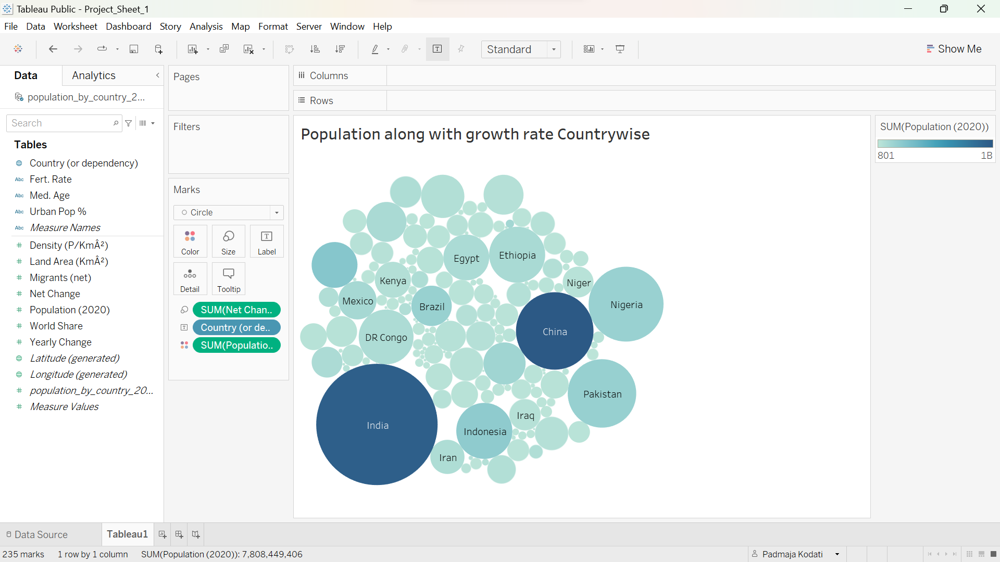 Tableau Public - Project_Sheet_1
File Data Worksheet Dashboard Story Analysis Map Format Server Window Help
Standard
Show Me
Data
Analytics
population_by_country_2...
Search
Tables
Country (or dependency)
Abc Fert. Rate
Abc Med. Age
Abc Urban Pop %
Abc Measure Names
Density (P/KmÂ²)
Land Area (KmÂ²)
Migrants (net)
Net Change
Population (2020)
World Share
Yearly Change
Latitude (generated)
Longitude (generated)
population_by_country_20...
Measure Values
Pages
Filters
Marks
Circle
Color
Size
Label
Detail
Tooltip
SUM(Net Chan..
Country (or de..
SUM(Populatio..
Columns
Rows
Population along with growth rate Countrywise
Egypt
Ethiopia
Kenya
Niger
Mexico
Brazil
Nigeria
DR Congo
China
Pakistan
India
Iraq
Indonesia
Iran
SUM(Population (2020))
801 1B
Data Source
Tableau1
235 marks 1 row by 1 column SUM(Population (2020)): 7,808,449,406
Padmaja Kodati